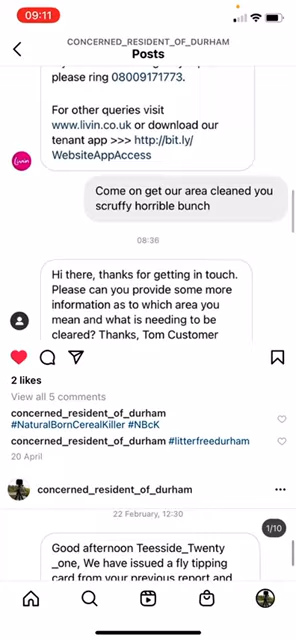 09:11
CONCERNED_RESIDENT_OF_DURHAM
Posts
please ring 08009171773.
For other queries visit
www.livin.co.uk or download our
tenant app >>> http://bit.ly/
WebsiteAppAccess
Livin
Come on get our area cleaned you
scruffy horrible bunch
08:36
Hi there, thanks for getting in touch.
Please can you provide some more
information as to which area you
mean and what is needing to be
cleared? Thanks, Tom Customer
2 likes
View all 5 comments
concerned_resident_of_durham
#NaturalBornCerealKiller #NBcK
concerned_resident_of_durham #litterfreedurham
20 April
concerned_resident_of_durham
22 February, 12:30
1/10
Good afternoon Teesside_Twenty
_one, We have issued a fly tipping
card from your previous report and